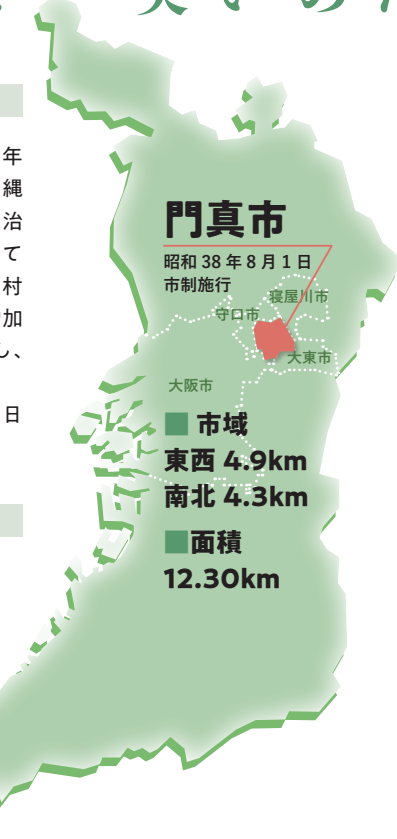 年
縄
治
て
村
加
し、
日
門真市
昭和 38 年 8 月 1 日
市制施行
寝屋川市
守口市
大東市
大阪市
■ 市域
東西 4.9km
南北 4.3km
■面積
12.30km